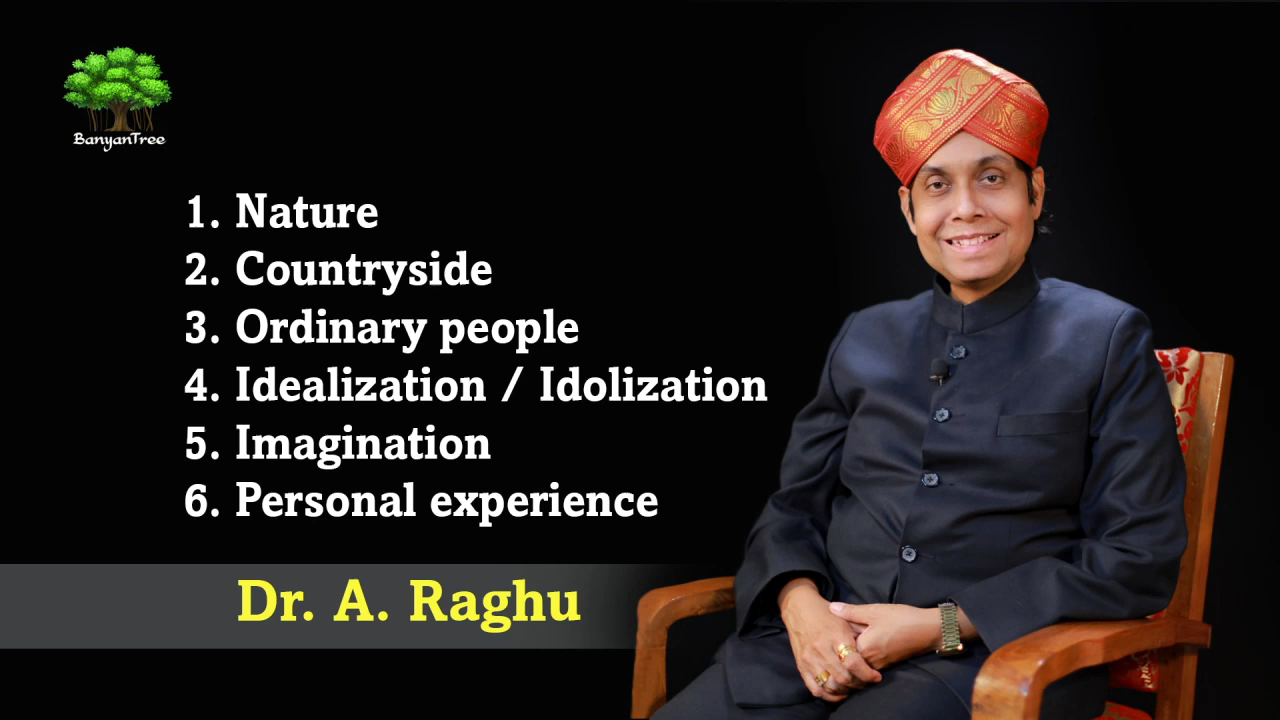 BanyanTree
1. Nature
2. Countryside
3. Ordinary people
4. Idealization / Idolization
5. Imagination
6. Personal experience
Dr. A. Raghu